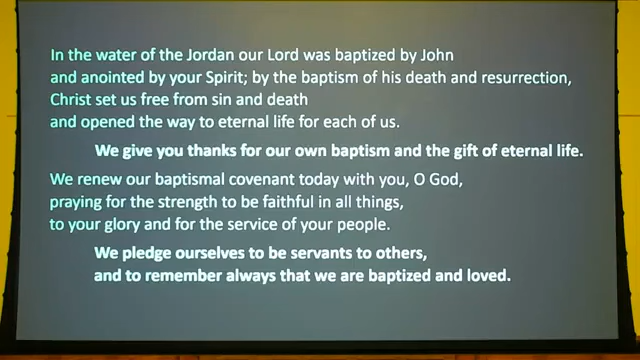 In the water of the Jordan our Lord was baptized by John
and anointed by your Spirit; by the baptism of his death and resurrection,
Christ set us free from sin and death
and opened the way to eternal life for each of us.
We give you thanks for our own baptism and the gift of eternal life.
We renew our baptismal covenant today with you, O God,
praying for the strength to be faithful in all things,
to your glory and for the service of your people.
We pledge ourselves to be servants to others,
and to remember always that we are baptized and loved.